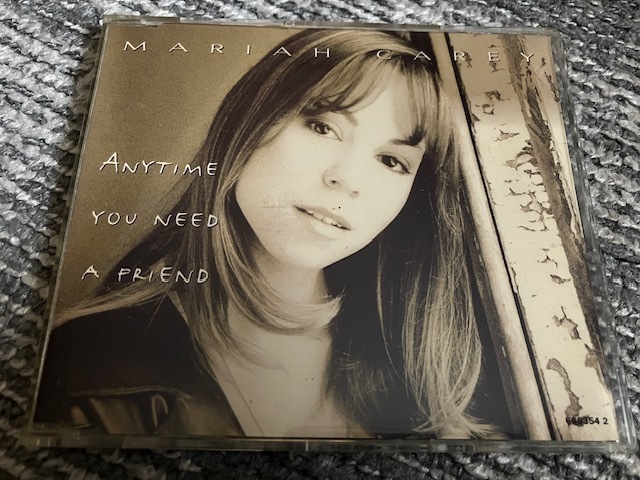 MARIAH CAREY
ANYTIME
YOU NEED
A FRIEND
660354 2